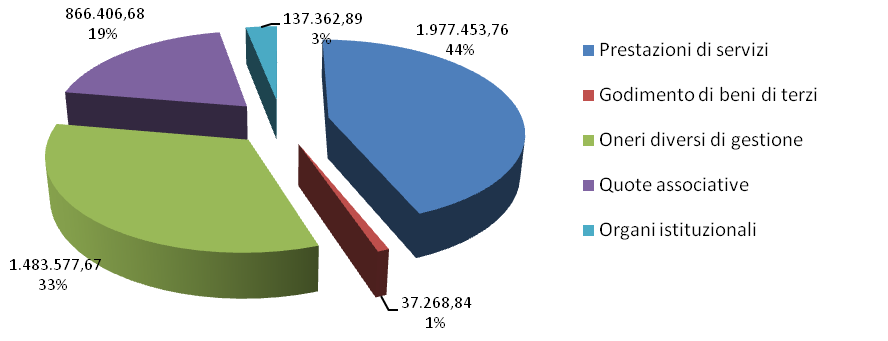 866.406,68
19%
137.362,89
3%
1.977.453,76
44%
1.483.577,67
33%
37.268,84
1%
Prestazioni di servizi
Godimento di beni di terzi
Oneri diversi di gestione
Quote associative
Organi istituzionali